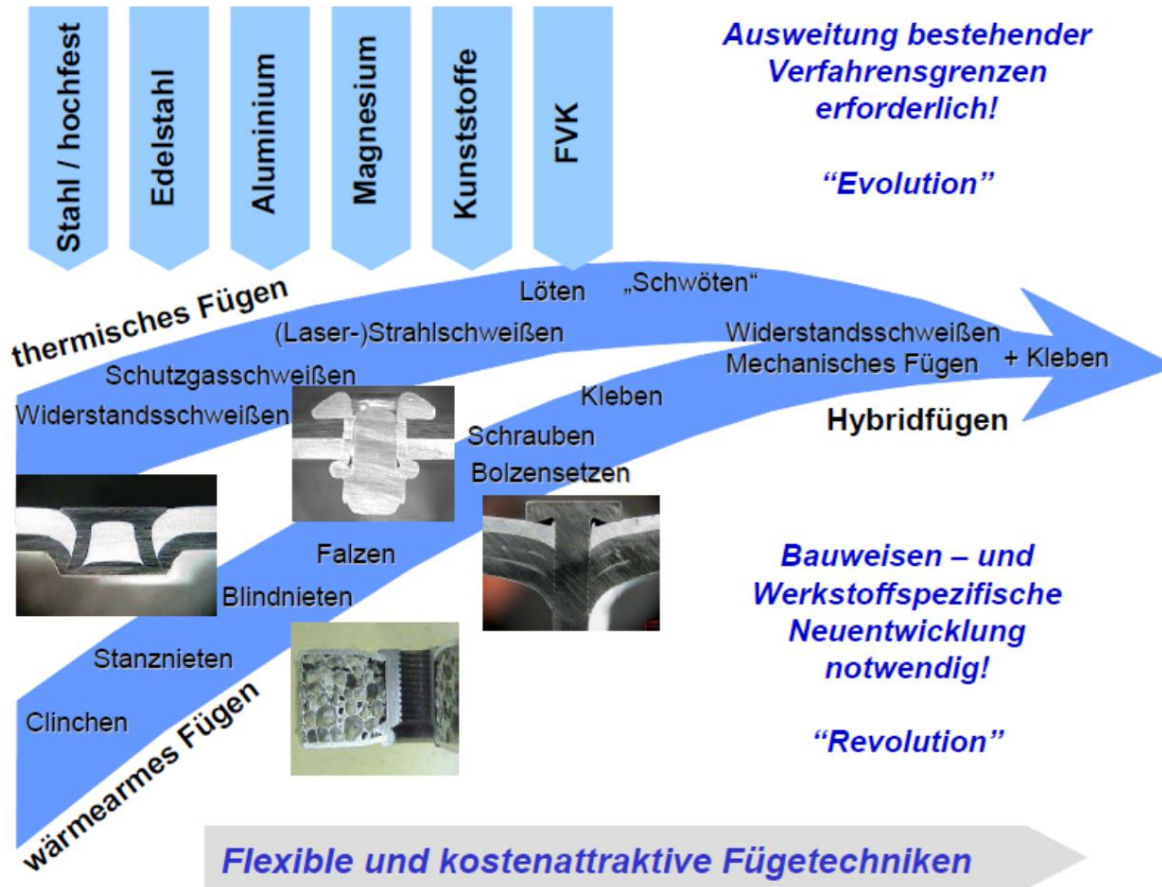 Stahl / hochfest
Edelstahl
Aluminium
Magnesium
Kunststoffe
FVK
Ausweitung bestehender
Verfahrensgrenzen
erforderlich!
“Evolution”
thermisches Fügen
Löten
„Schwöten“
(Laser-)Strahlschweißen
Schutzgasschweißen
Widerstandsschweißen
Widerstandsschweißen
Mechanisches Fügen
+ Kleben
Kleben
Hybridfügen
Schrauben
Bolzensetzen
Falzen
Blindnieten
Stanznieten
Clinchen
wärmearmes Fügen
Bauweisen – und
Werkstoffspezifische
Neuentwicklung
notwendig!
“Revolution”
Flexible und kostenattraktive Fügetechniken